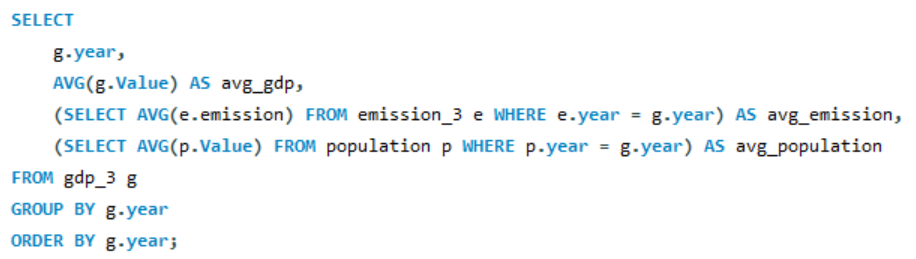 SELECT
g.year,
AVG(g.Value) AS avg_gdp,
(SELECT AVG(e.emission) FROM emission_3 e WHERE e.year = g.year) AS avg_emission,
(SELECT AVG(p.Value) FROM population p WHERE p.year = g.year) AS avg_population
FROM gdp_3 g
GROUP BY g.year
ORDER BY g.year;